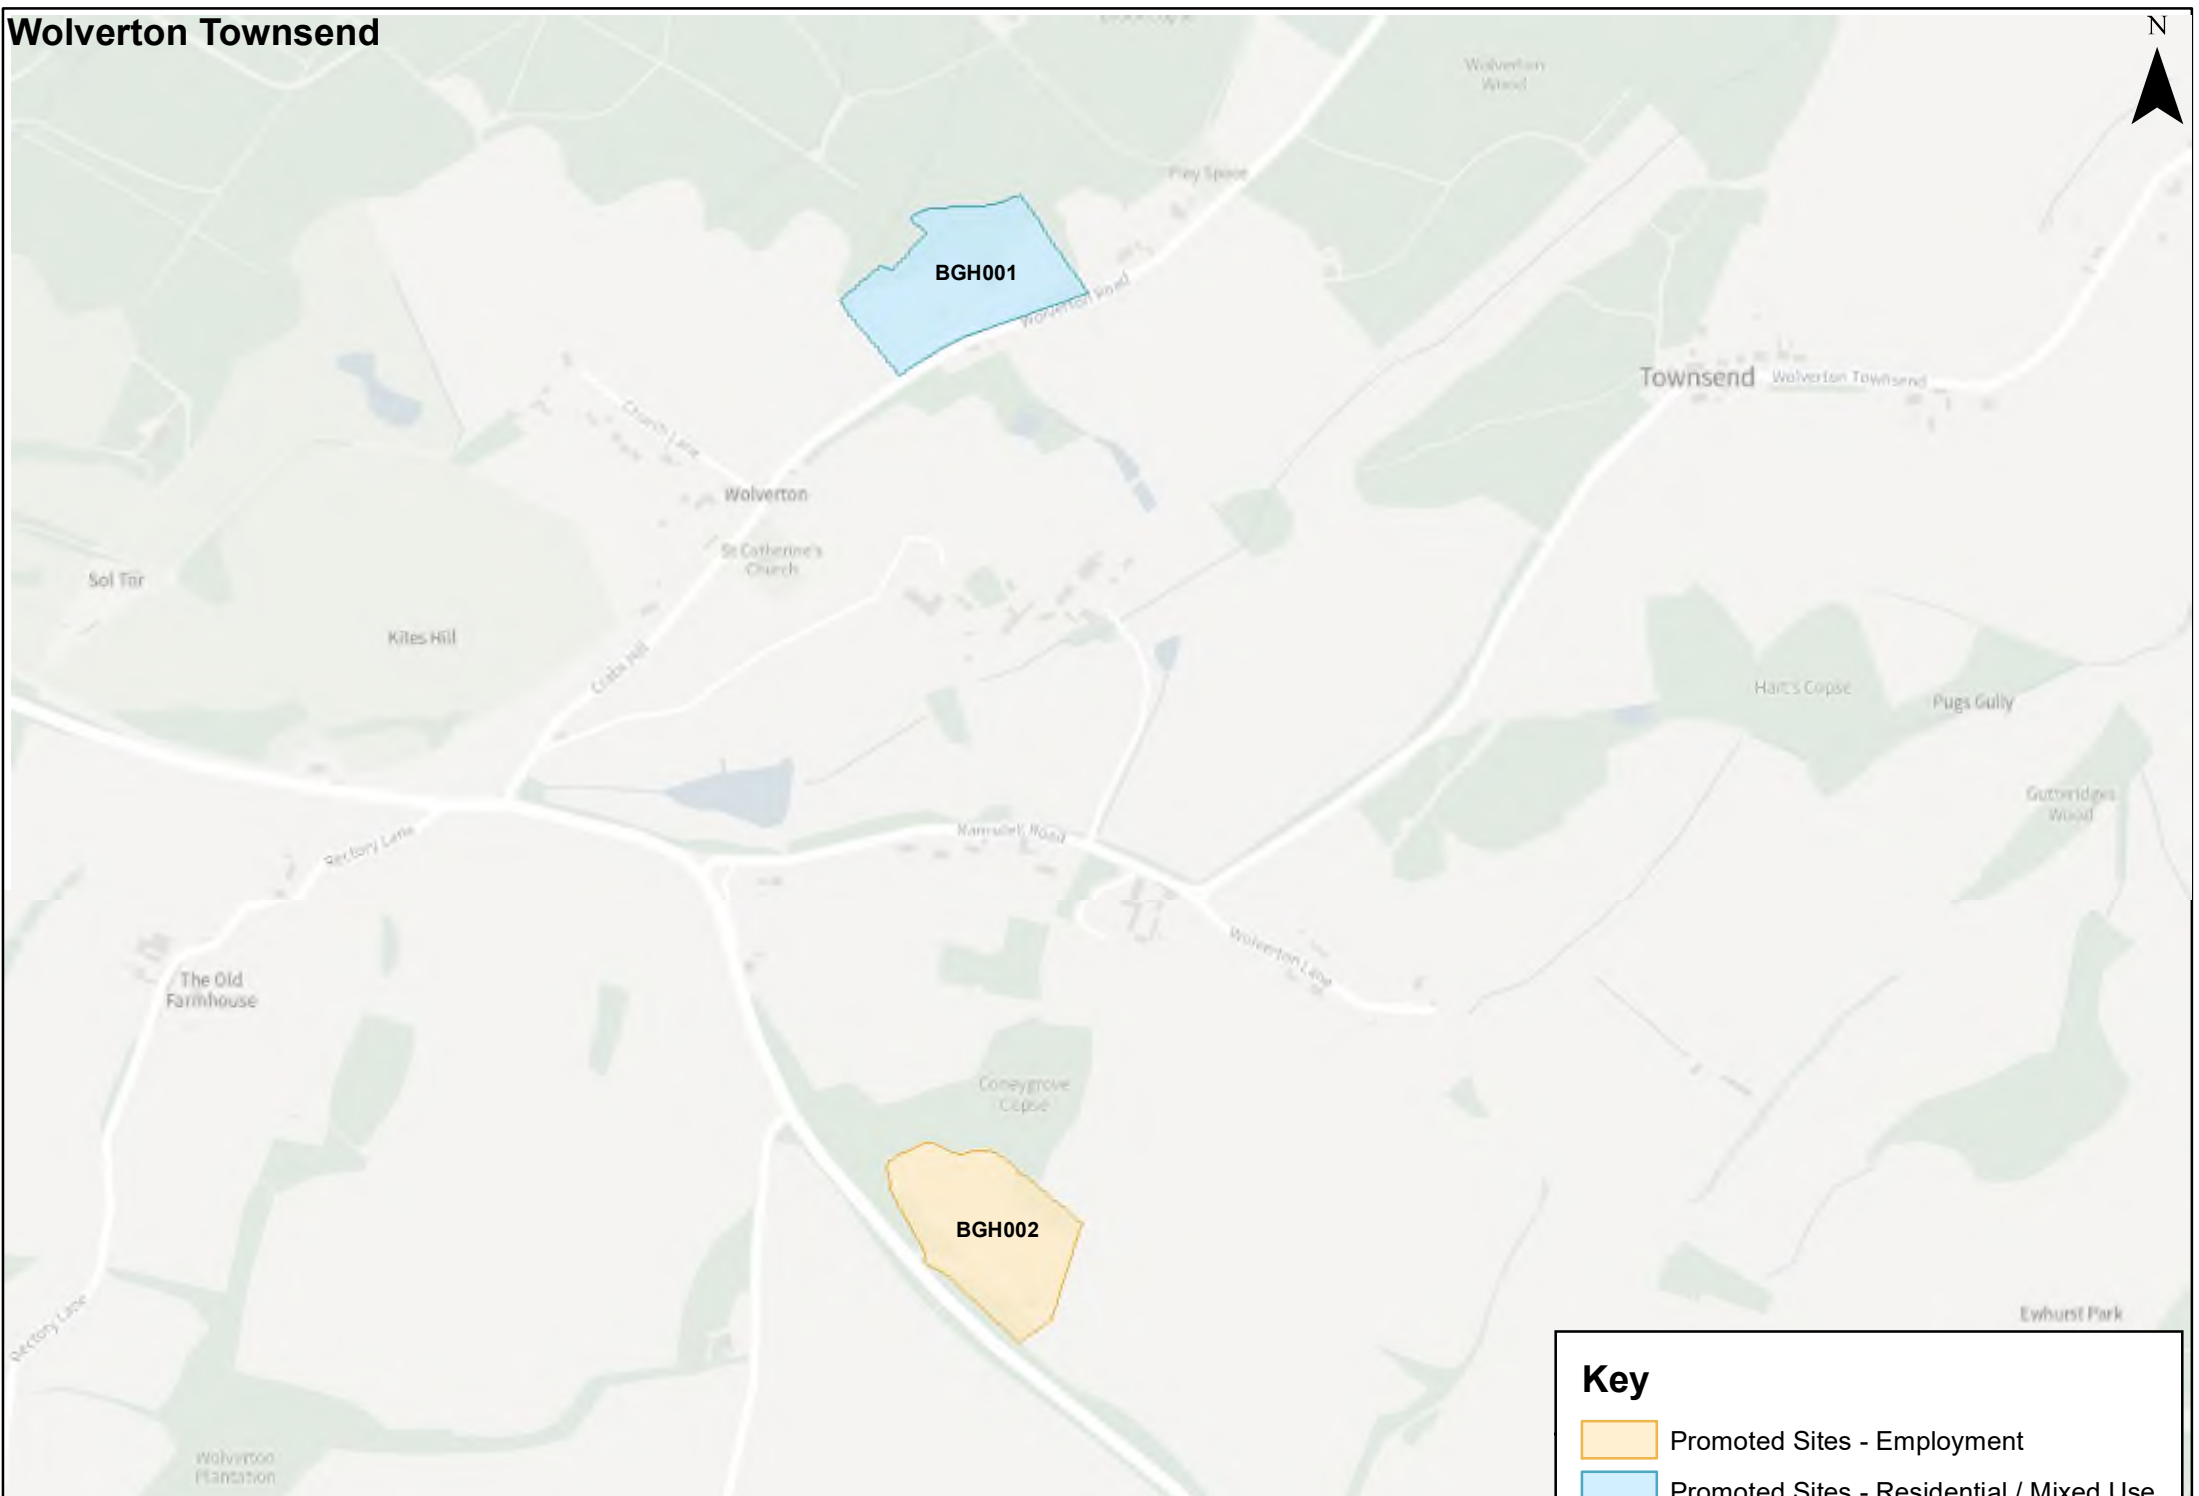 Wolverton Townsend
N
Wolverton
Wood
Play Space
BGH001
Wolverton Road
Townsend
Wolverton Townsend
Church Lane
Wolverton
St Catherine's
Church
Sol Tor
Kites Hill
Crabs Hill
Hart's Copse
Pugs Gully
Gutteridges
Wood
Road
Rectory Lane
Wolverton Lane
The Old
Farmhouse
Coneygrove
Copse
BGH002
Rectory Lane
Ewhurst Park
Wolverton
Plantation
Key
Promoted Sites - Employment
Promoted Sites - Residential / Mixed Use